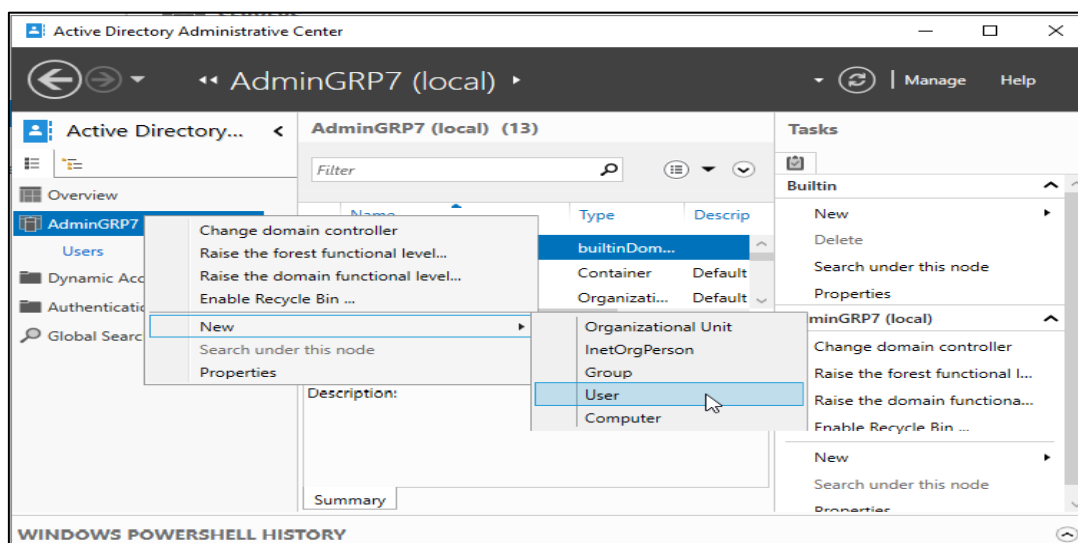 Active Directory Administrative Center
AdminGRP7 (local)
Manage
Help
Active Directory...
Overview
AdminGRP7
Users
Dynamic Acc
Authenticatio
Global Searc
AdminGRP7 (local) (13)
Filter
Name
Type
Descrip
builtinDom...
Container
Default
Organizati...
Default
Change domain controller
Raise the forest functional level...
Raise the domain functional level...
Enable Recycle Bin ...
New
Search under this node
Properties
Organizational Unit
InetOrgPerson
Group
User
Computer
Description:
Summary
Tasks
Builtin
New
Delete
Search under this node
Properties
minGRP7 (local)
Change domain controller
Raise the forest functional l...
Raise the domain functiona...
Enable Recycle Bin ...
New
Search under this node
Properties
WINDOWS POWERSHELL HISTORY